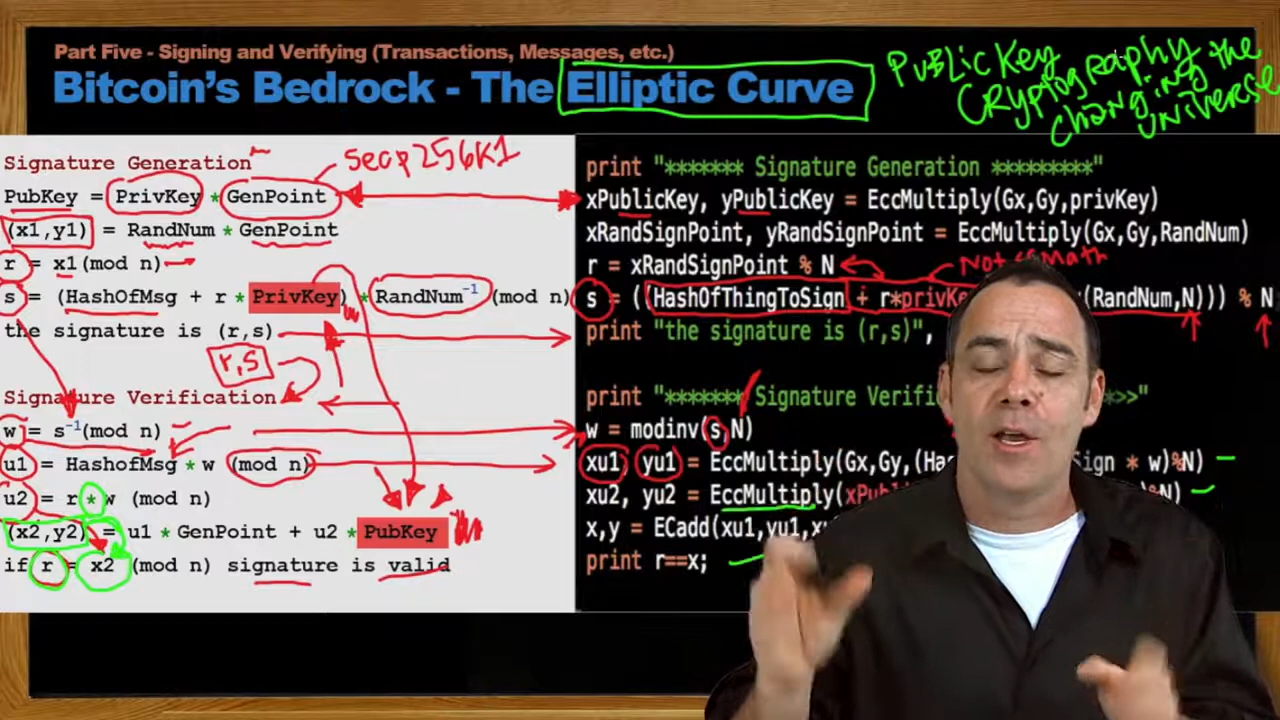 Part Five - Signing and Verifying (Transactions, Messages, etc.)
Bitcoin's Bedrock - The Elliptic Curve
PUBLIC KEY
CRYPTOGRAPHY
changing the
universe
Signature Generation
secp256k1
PubKey = PrivKey * GenPoint
(x1,y1) = RandNum * GenPoint
r = x1(mod n)
s = (HashOfMsg + r * PrivKey) * RandNum⁻¹ (mod n)
the signature is (r,s)
r,s
Signature Verification
w = s⁻¹(mod n)
u1 = HashofMsg * w (mod n)
u2 = r * w (mod n)
(x2,y2) = u1 * GenPoint + u2 * PubKey
if r = x2 (mod n) signature is valid
print "******* Signature Generation *********"
xPublicKey, yPublicKey = EccMultiply(Gx,Gy,privKey)
xRandSignPoint, yRandSignPoint = EccMultiply(Gx,Gy,RandNum)
r = xRandSignPoint % N
Math
s = ((HashOfThingToSign + r*privKe (RandNum,N))) % N
print "the signature is (r,s)",
print "******* Signature Verifi >>"
w = modinv(s,N)
xu1, yu1 = EccMultiply(Gx,Gy,(Ha Sign * w)%N)
xu2, yu2 = EccMultiply(xPubl %N)
x,y = ECadd(xu1,yu1,xu
print r==x;